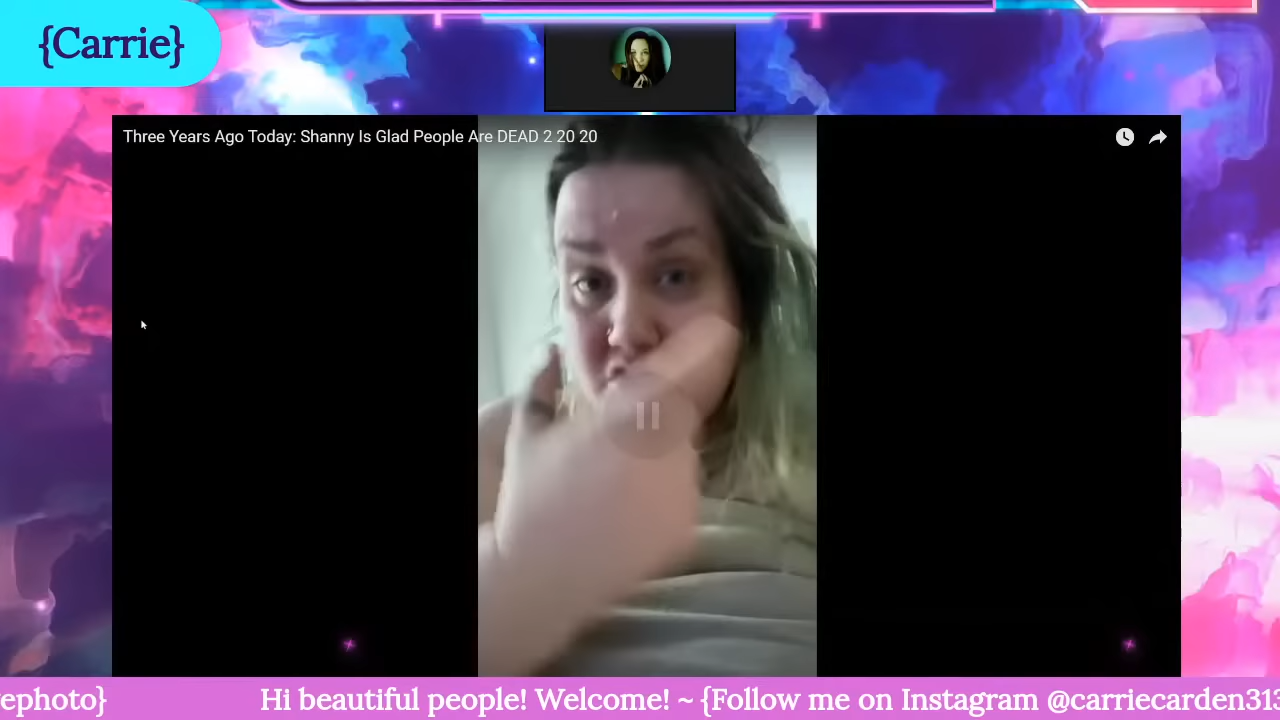 {Carrie}
Three Years Ago Today: Shanny Is Glad People Are DEAD 2 20 20
ephoto} Hi beautiful people! Welcome! ~ {Follow me on Instagram @carriecarden313